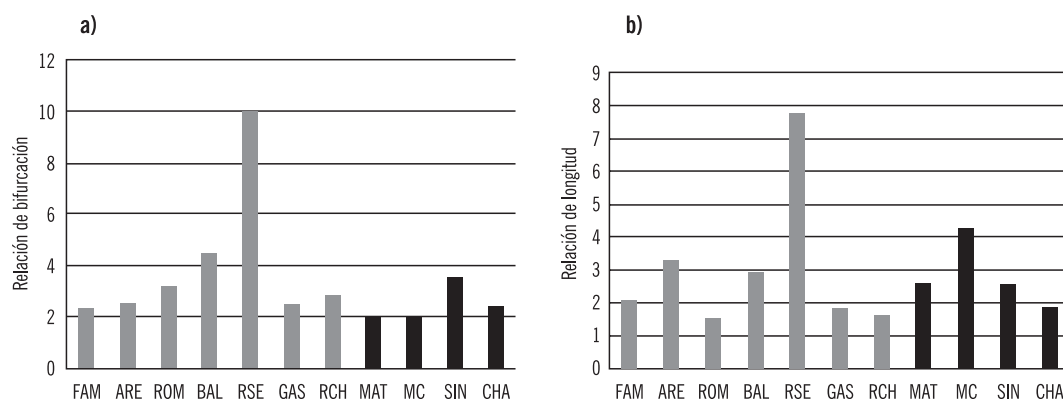 a)
Relación de bifurcación
12
10
8
6
4
2
0
FAM ARE ROM BAL RSE GAS RCH MAT MC SIN CHA
b)
Relación de longitud
9
8
7
6
5
4
3
2
1
0
FAM ARE ROM BAL RSE GAS RCH MAT MC SIN CHA